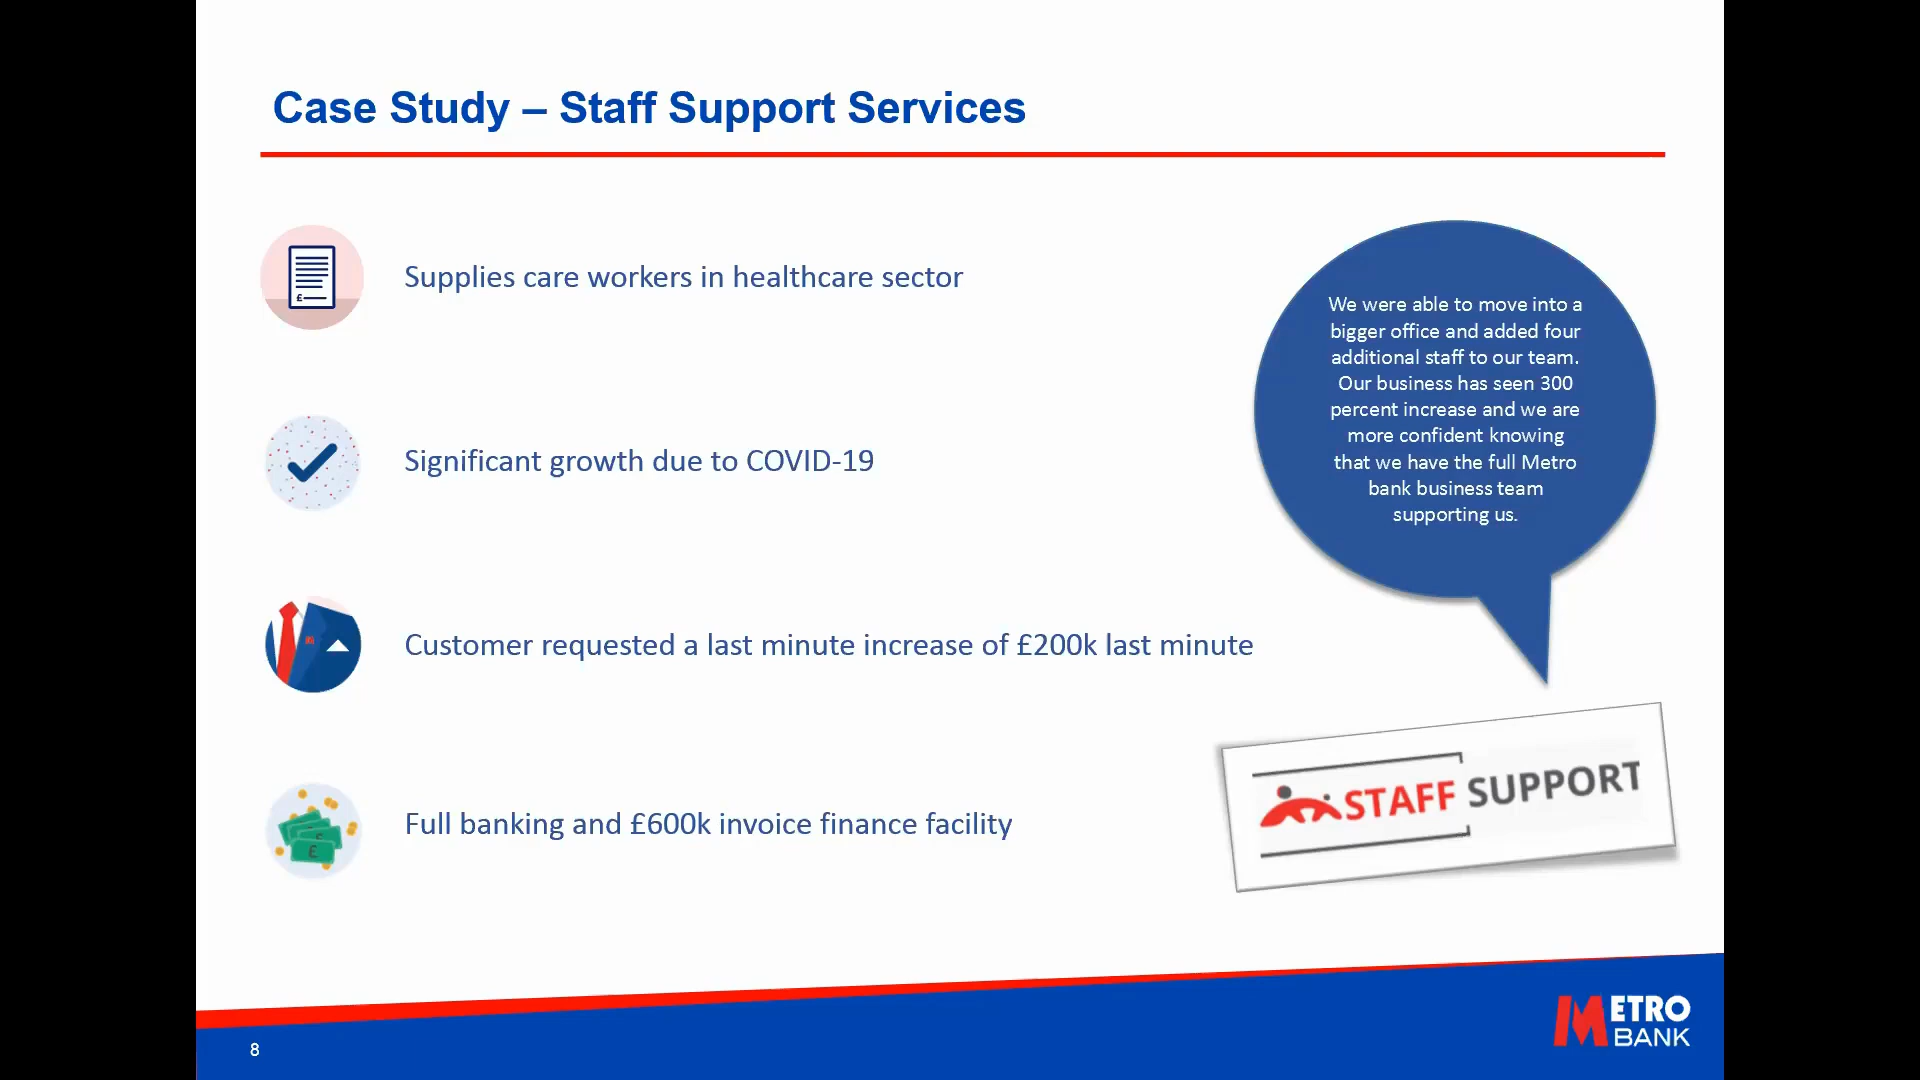 Case Study – Staff Support Services
Supplies care workers in healthcare sector
Significant growth due to COVID-19
Customer requested a last minute increase of £200k last minute
Full banking and £600k invoice finance facility
We were able to move into a
bigger office and added four
additional staff to our team.
Our business has seen 300
percent increase and we are
more confident knowing
that we have the full Metro
bank business team
supporting us.
STAFF SUPPORT
8
METRO
BANK